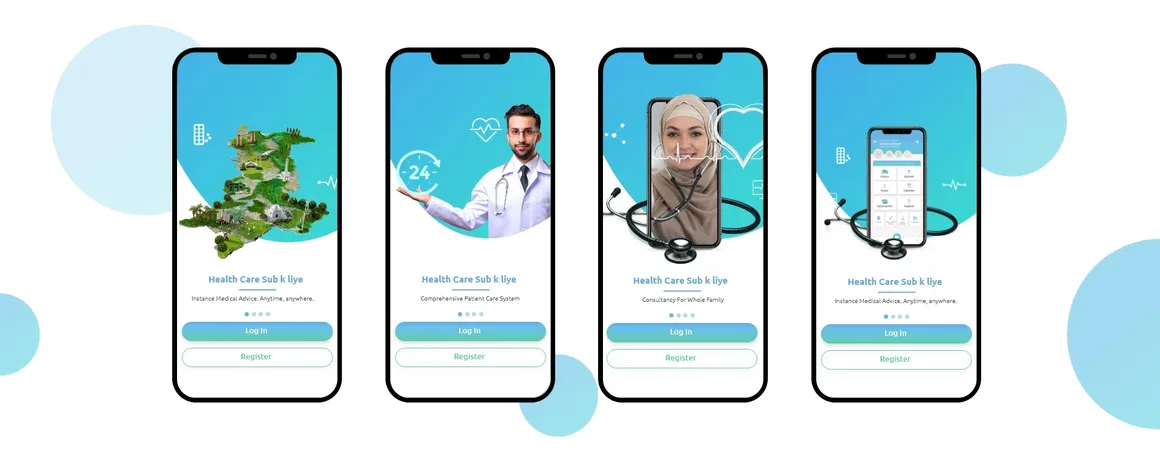 Health Care Sub k liye
Instance Medical Advice. Anytime, anywhere.
Log In
Register
24
Health Care Sub k liye
Comprehensive Patient Care System
Log In
Register
Health Care Sub k liye
Consultancy For Whole Family
Log In
Register
Health Care Sub k liye
Instance Medical Advice. Anytime, anywhere.
Log In
Register